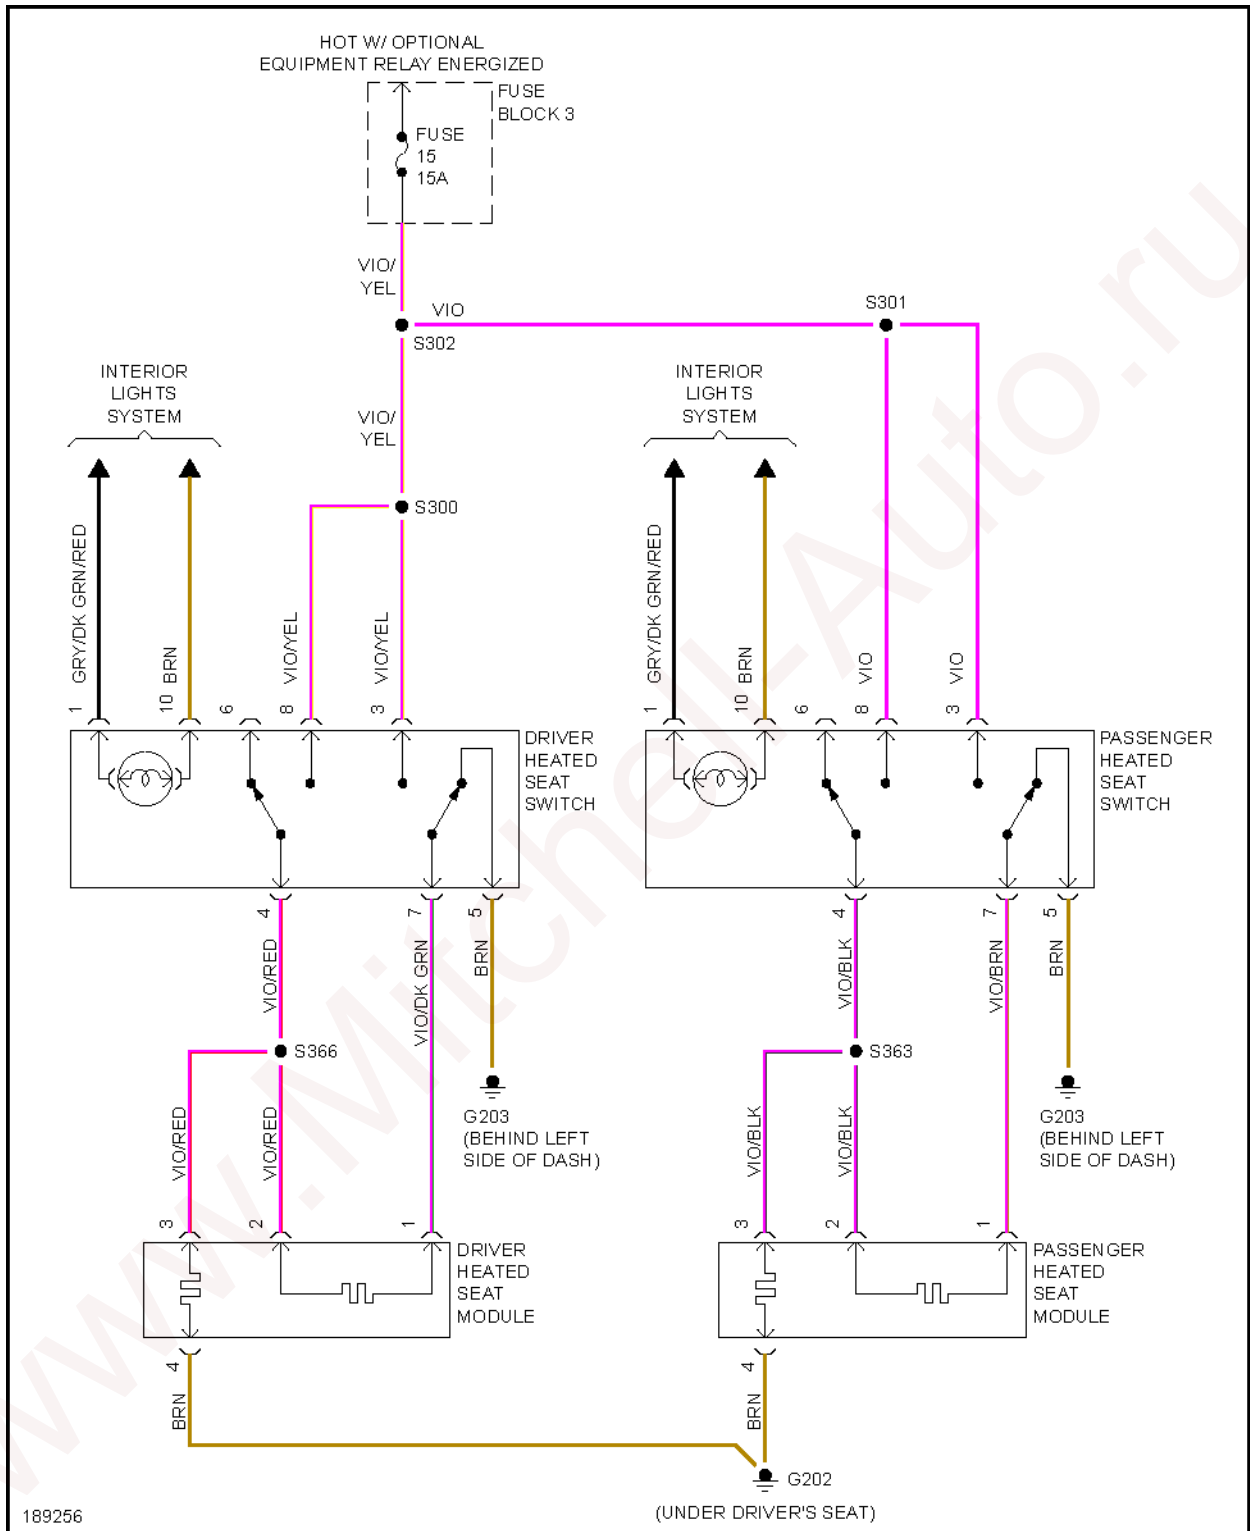 HOT W/ OPTIONAL
EQUIPMENT RELAY ENERGIZED
FUSE
BLOCK 3
FUSE
15
15A
VIO/
YEL
VIO
S301
S302
INTERIOR
LIGHTS
SYSTEM
VIO/
YEL
INTERIOR
LIGHTS
SYSTEM
S300
GRY/DK GRN/RED
BRN
VIO/YEL
VIO/YEL
GRY/DK GRN/RED
BRN
VIO
VIO
1
10
6
8
3
1
10
6
8
3
DRIVER
HEATED
SEAT
SWITCH
PASSENGER
HEATED
SEAT
SWITCH
4
7
5
4
7
5
VIO/RED
VIO/DK GRN
BRN
VIO/BLK
VIO/BRN
BRN
S366
S363
G203
(BEHIND LEFT
SIDE OF DASH)
G203
(BEHIND LEFT
SIDE OF DASH)
VIO/RED
VIO/RED
VIO/BLK
VIO/BLK
3
2
1
3
2
1
DRIVER
HEATED
SEAT
MODULE
PASSENGER
HEATED
SEAT
MODULE
4
4
BRN
BRN
G202
(UNDER DRIVER'S SEAT)
189256
www.Mitchell-Auto.ru